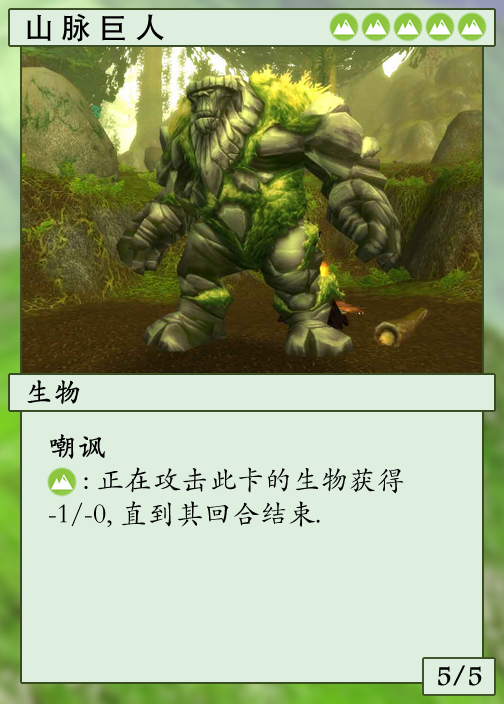 山脉巨人
生物
嘲讽
: 正在攻击此卡的生物获得
-1/-0, 直到其回合结束.
5/5